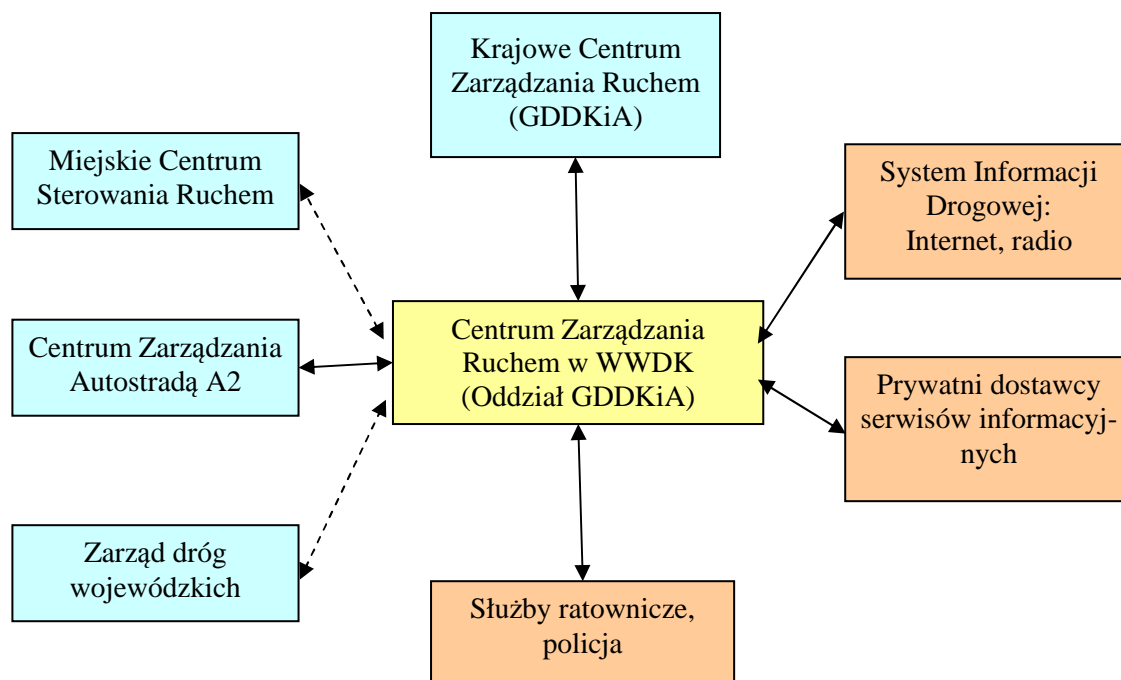 Krajowe Centrum
Zarządzania Ruchem
(GDDKiA)
Miejskie Centrum
Sterowania Ruchem
System Informacji
Drogowej:
Internet, radio
Centrum Zarządzania
Autostradą A2
Centrum Zarządzania
Ruchem w WWDK
(Oddział GDDKiA)
Prywatni dostawcy
serwisów informacyj-
nych
Zarząd dróg
wojewódzkich
Służby ratownicze,
policja